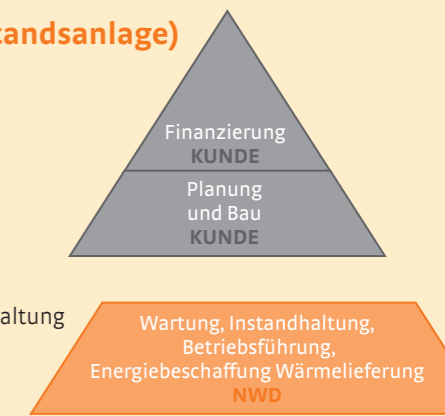 tandsanlage)
Finanzierung
KUNDE
Planung
und Bau
KUNDE
altung
Wartung, Instandhaltung,
Betriebsführung,
Energiebeschaffung Wärmelieferung
NWD